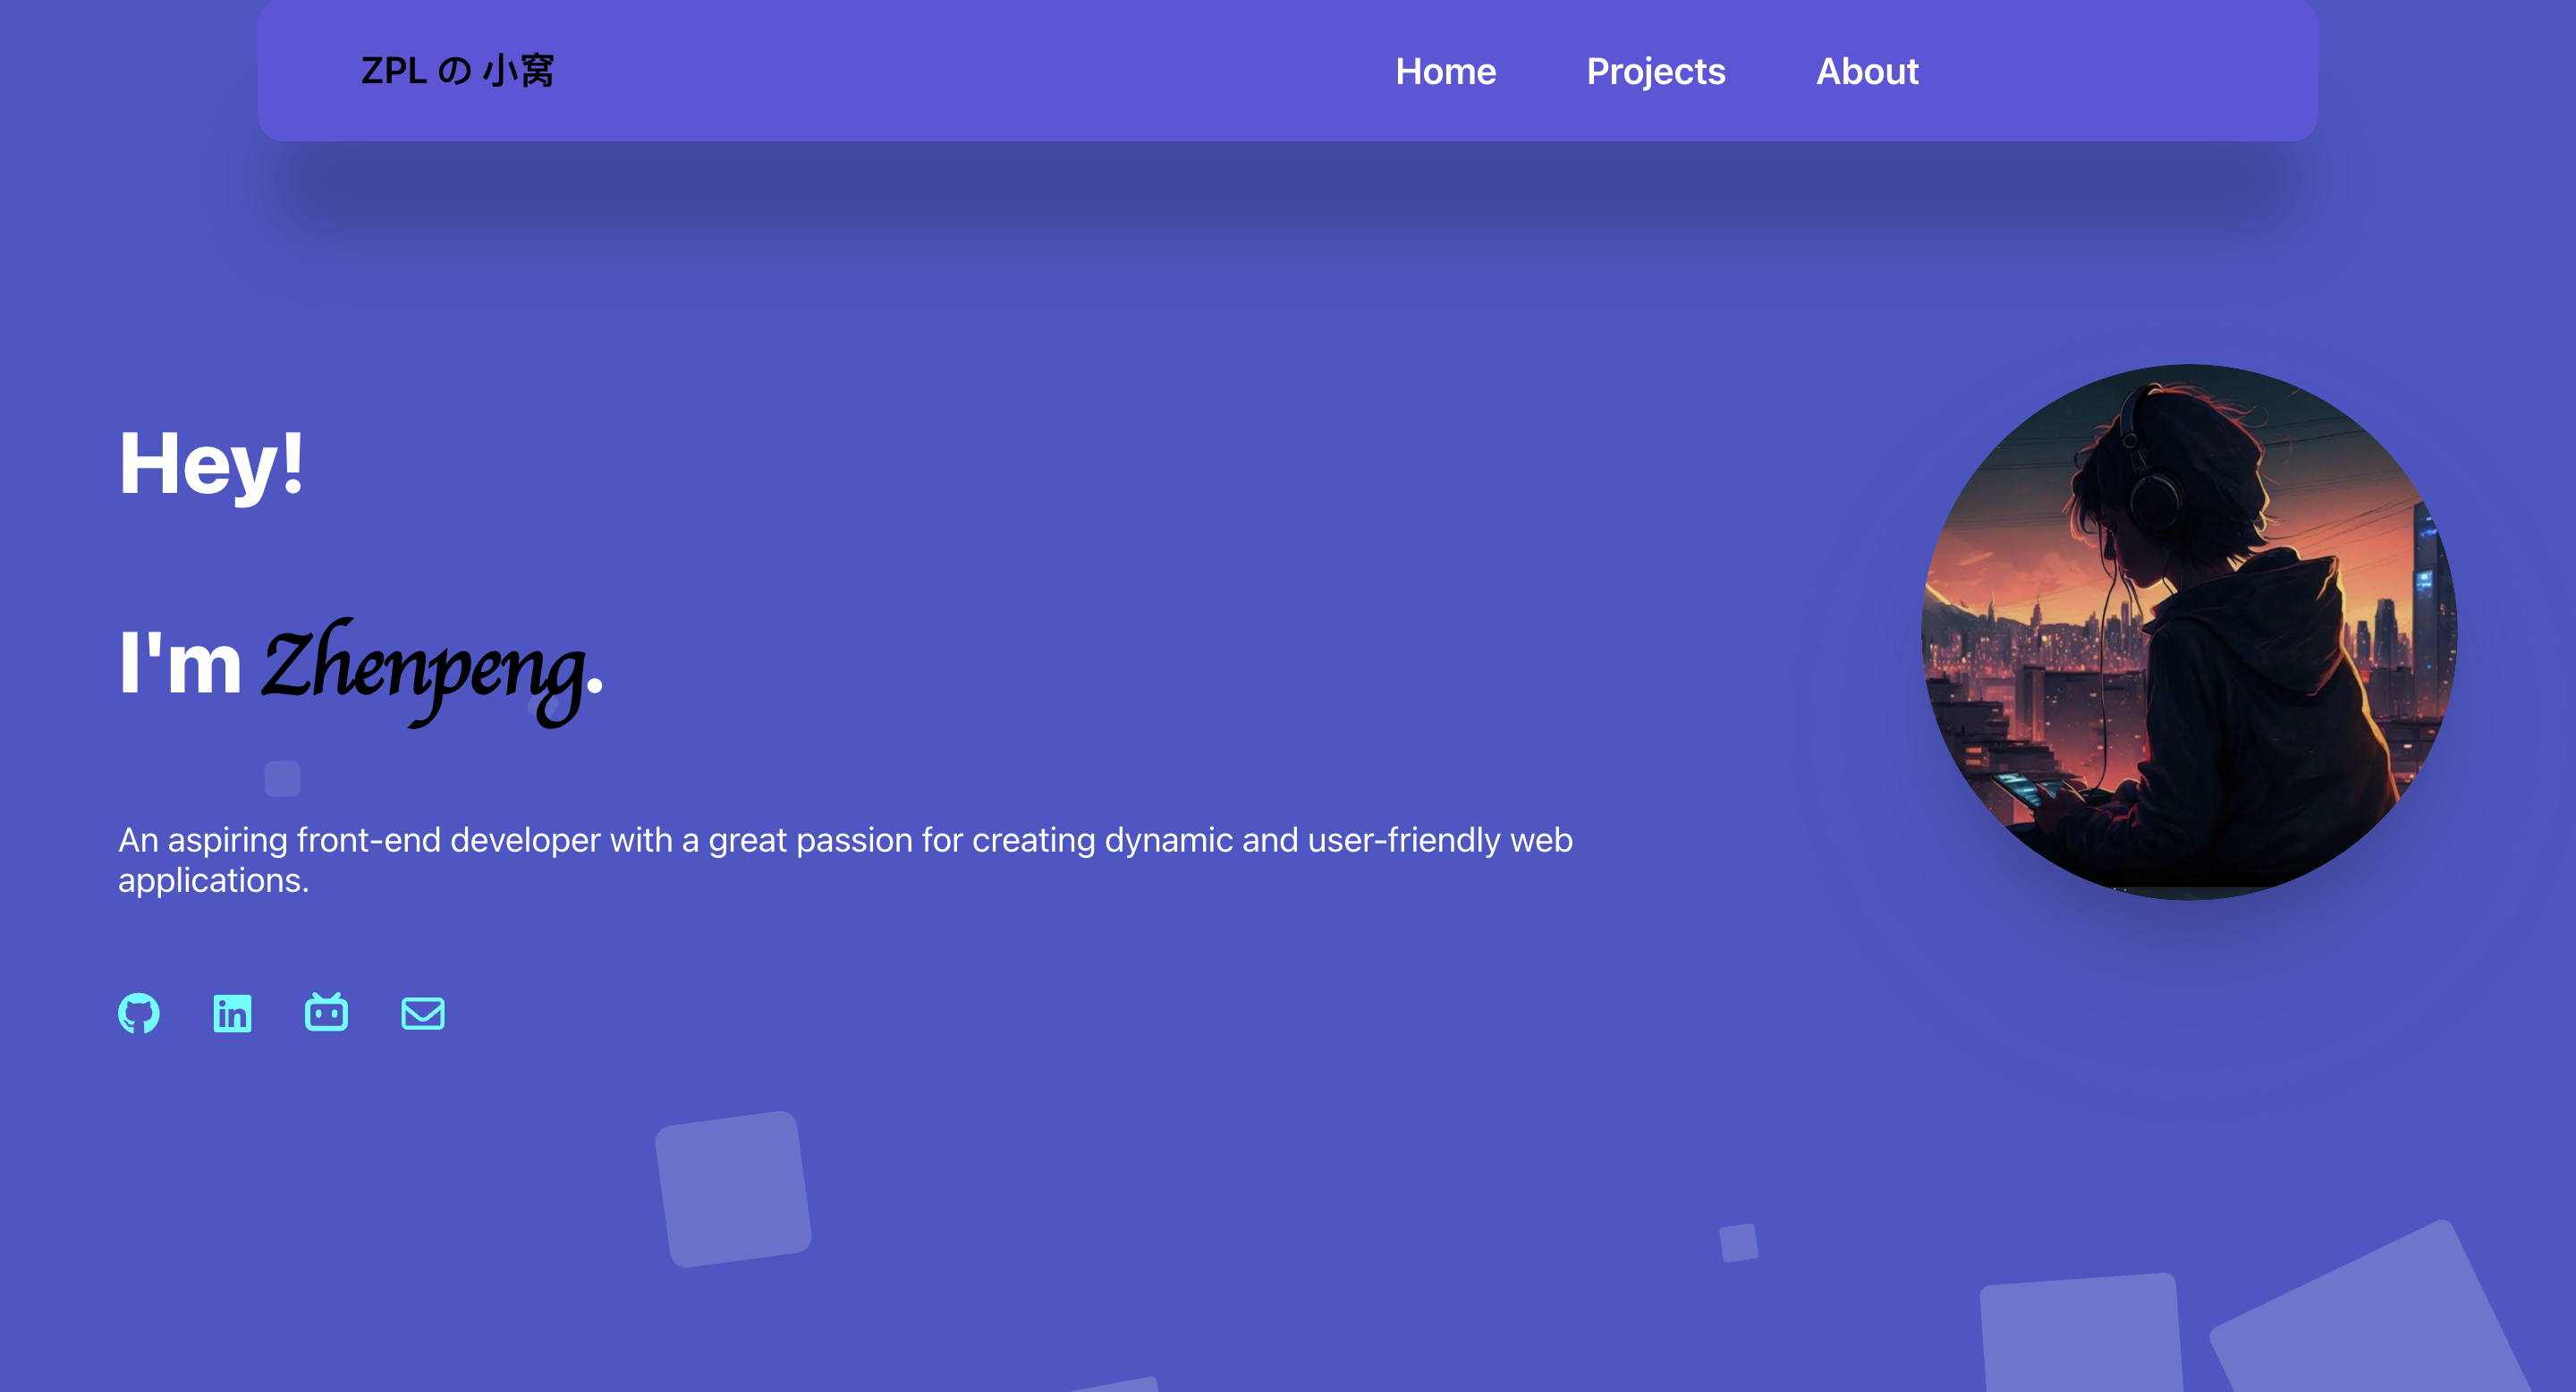 ZPL の 小窝
Home Projects About
Hey!
I'm Zhenpeng.
An aspiring front-end developer with a great passion for creating dynamic and user-friendly web
applications.
in